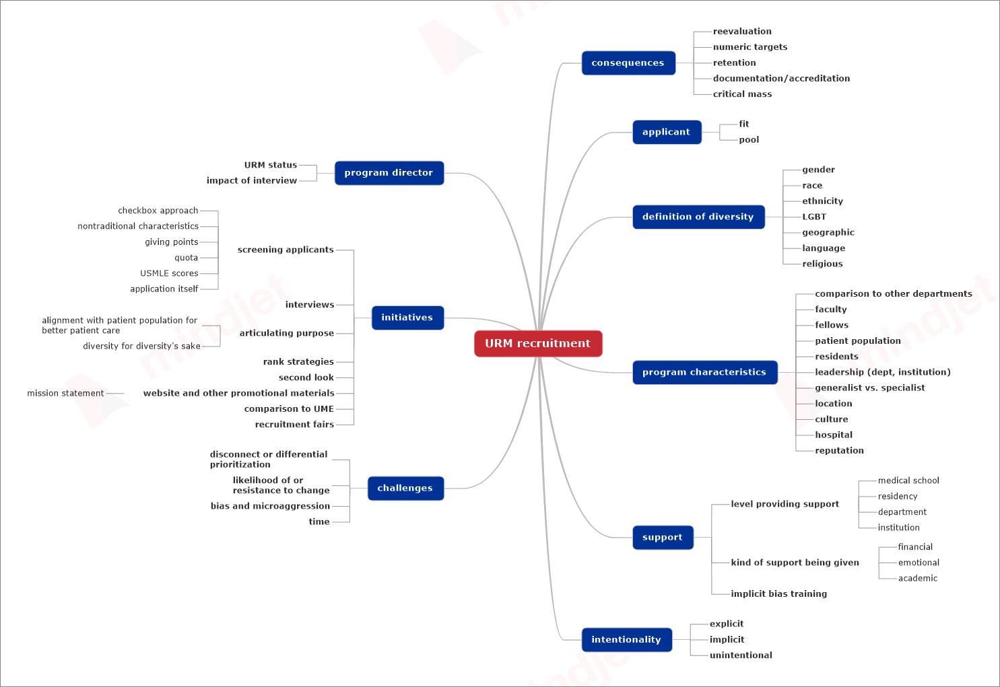 URM recruitment
consequences
reevaluation
numeric targets
retention
documentation/accreditation
critical mass
applicant
fit
pool
definition of diversity
gender
race
ethnicity
LGBT
geographic
language
religious
program characteristics
comparison to other departments
faculty
fellows
patient population
residents
leadership (dept, institution)
generalist vs. specialist
location
culture
hospital
reputation
support
level providing support
medical school
residency
department
institution
kind of support being given
financial
emotional
academic
implicit bias training
intentionality
explicit
implicit
unintentional
program director
URM status
impact of interview
initiatives
screening applicants
checkbox approach
nontraditional characteristics
giving points
quota
USMLE scores
application itself
interviews
articulating purpose
alignment with patient population for
better patient care
diversity for diversity's sake
rank strategies
second look
website and other promotional materials
mission statement
comparison to UME
recruitment fairs
challenges
disconnect or differential
prioritization
likelihood of or
resistance to change
bias and microaggression
time
mindjet
mindjet
mindjet